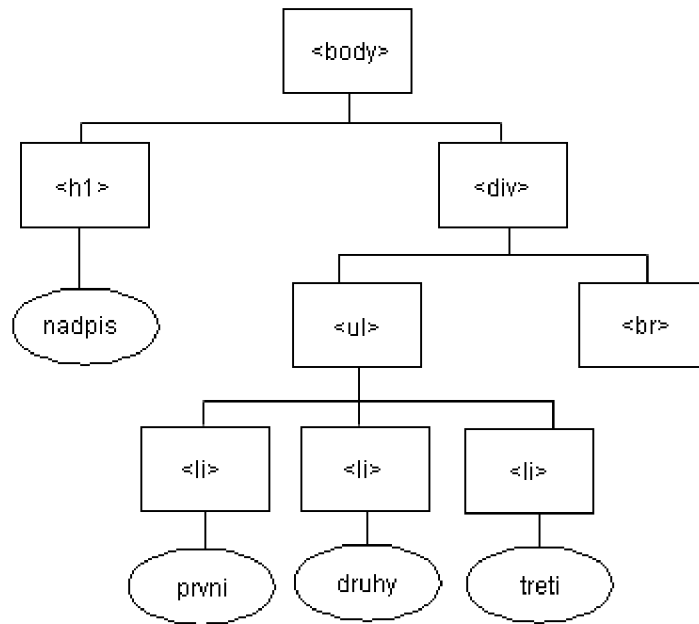 <body>
<h1>
<div>
nadpis
<ul>
<br>
<li>
<li>
<li>
prvni
druhy
treti